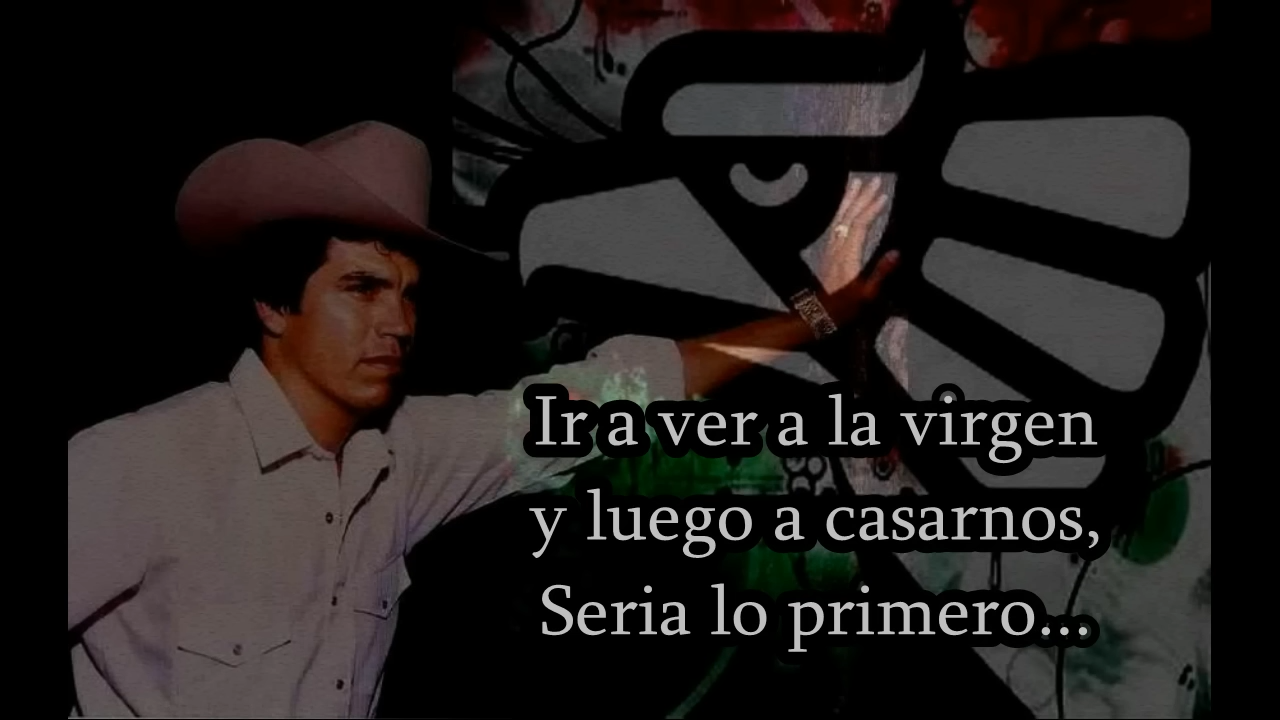 Ir a ver a la virgen
y luego a casarnos,
Seria lo primero...